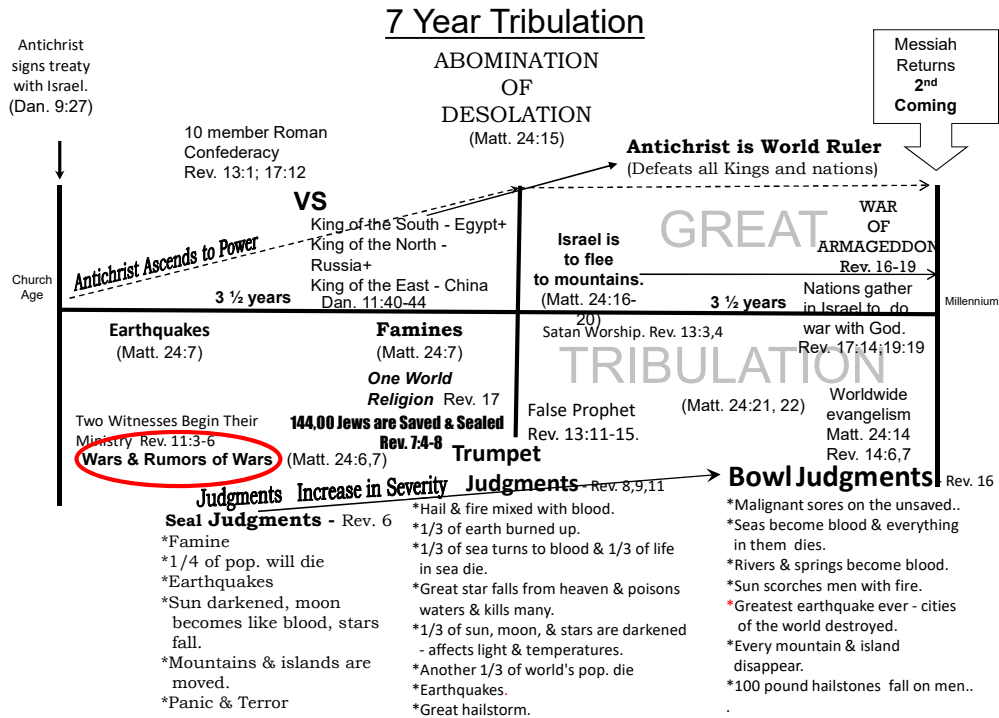 7 Year Tribulation
Antichrist
signs treaty
with Israel.
(Dan. 9:27)
ABOMINATION
OF
DESOLATION
(Matt. 24:15)
Messiah
Returns
2nd
Coming
10 member Roman
Confederacy
Rev. 13:1; 17:12
VS
King of the South - Egypt+
King of the North -
Russia+
King of the East - China
Dan. 11:40-44
Antichrist is World Ruler
(Defeats all Kings and nations)
Antichrist Ascends to Power
Church
Age
3 ½ years
Israel is
to flee
to mountains.
(Matt. 24:16-
20)
GREAT
WAR
OF
ARMAGEDDON
Rev. 16-19
3 ½ years
Nations gather
in Israel to do
war with God.
Rev. 17:14;19:19
Millennium
Earthquakes
(Matt. 24:7)
Famines
(Matt. 24:7)
One World
Religion Rev. 17
Satan Worship. Rev. 13:3,4
TRIBULATION
Two Witnesses Begin Their
Ministry Rev. 11:3-6
144,00 Jews are Saved & Sealed
Rev. 7:4-8
False Prophet
Rev. 13:11-15.
(Matt. 24:21, 22)
Worldwide
evangelism
Matt. 24:14
Rev. 14:6,7
Wars & Rumors of Wars (Matt. 24:6,7)
Judgments Increase in Severity
Seal Judgments - Rev. 6
*Famine
*1/4 of pop. will die
*Earthquakes
*Sun darkened, moon
becomes like blood, stars
fall.
*Mountains & islands are
moved.
*Panic & Terror
Trumpet
Judgments - Rev. 8,9,11
*Hail & fire mixed with blood.
*1/3 of earth burned up.
*1/3 of sea turns to blood & 1/3 of life
in sea die.
*Great star falls from heaven & poisons
waters & kills many.
*1/3 of sun, moon, & stars are darkened
- affects light & temperatures.
*Another 1/3 of world's pop. die
*Earthquakes.
*Great hailstorm.
Bowl Judgments - Rev. 16
*Malignant sores on the unsaved..
*Seas become blood & everything
in them dies.
*Rivers & springs become blood.
*Sun scorches men with fire.
*Greatest earthquake ever - cities
of the world destroyed.
*Every mountain & island
disappear.
*100 pound hailstones fall on men..
.